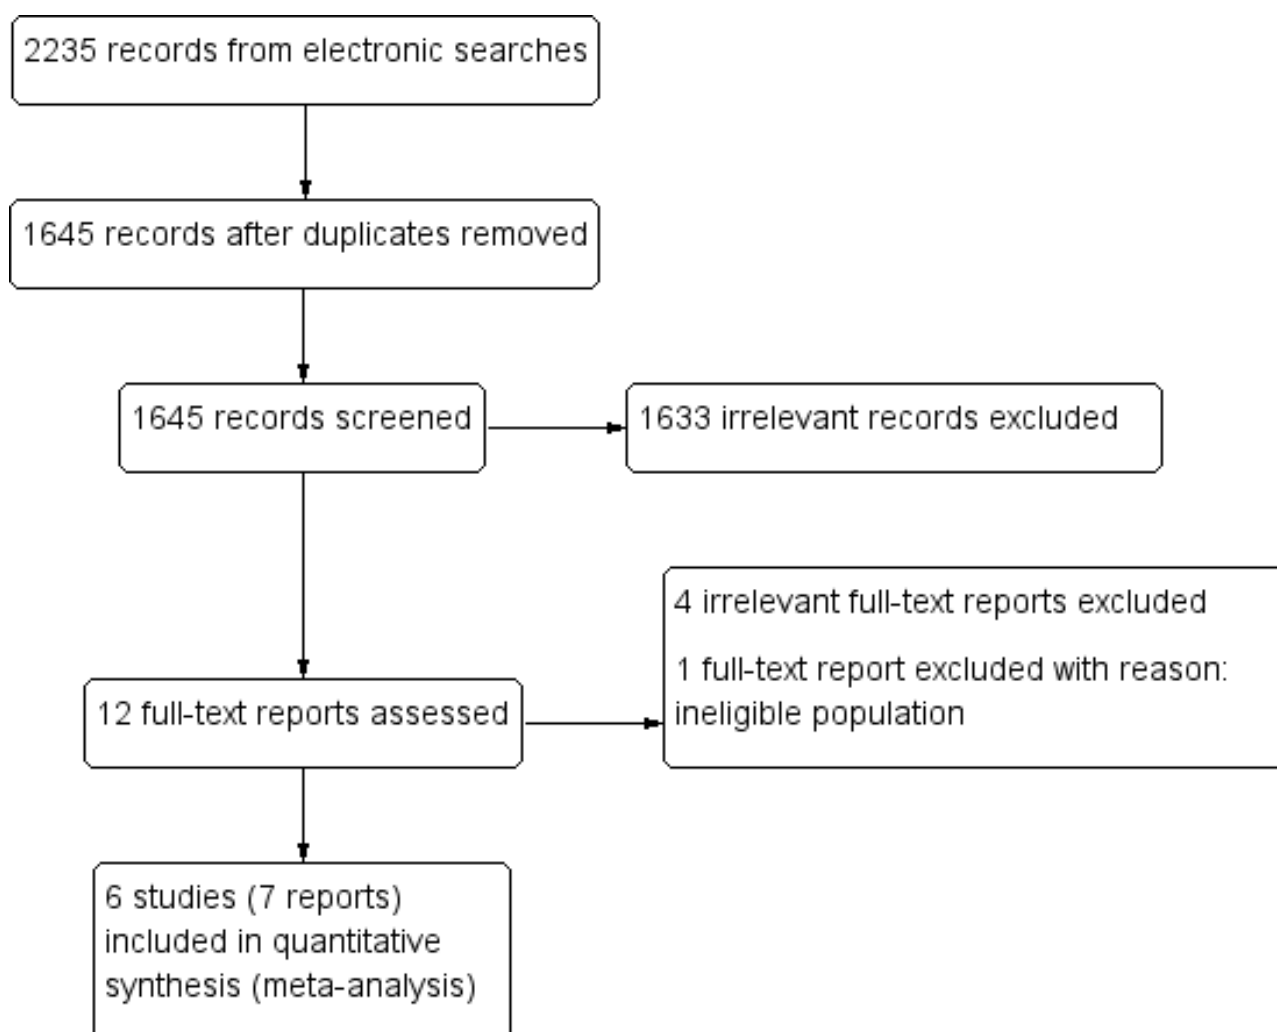 2235 records from electronic searches
1645 records after duplicates removed
1645 records screened
1633 irrelevant records excluded
4 irrelevant full-text reports excluded
1 full-text report excluded with reason:
ineligible population
12 full-text reports assessed
6 studies (7 reports)
included in quantitative
synthesis (meta-analysis)